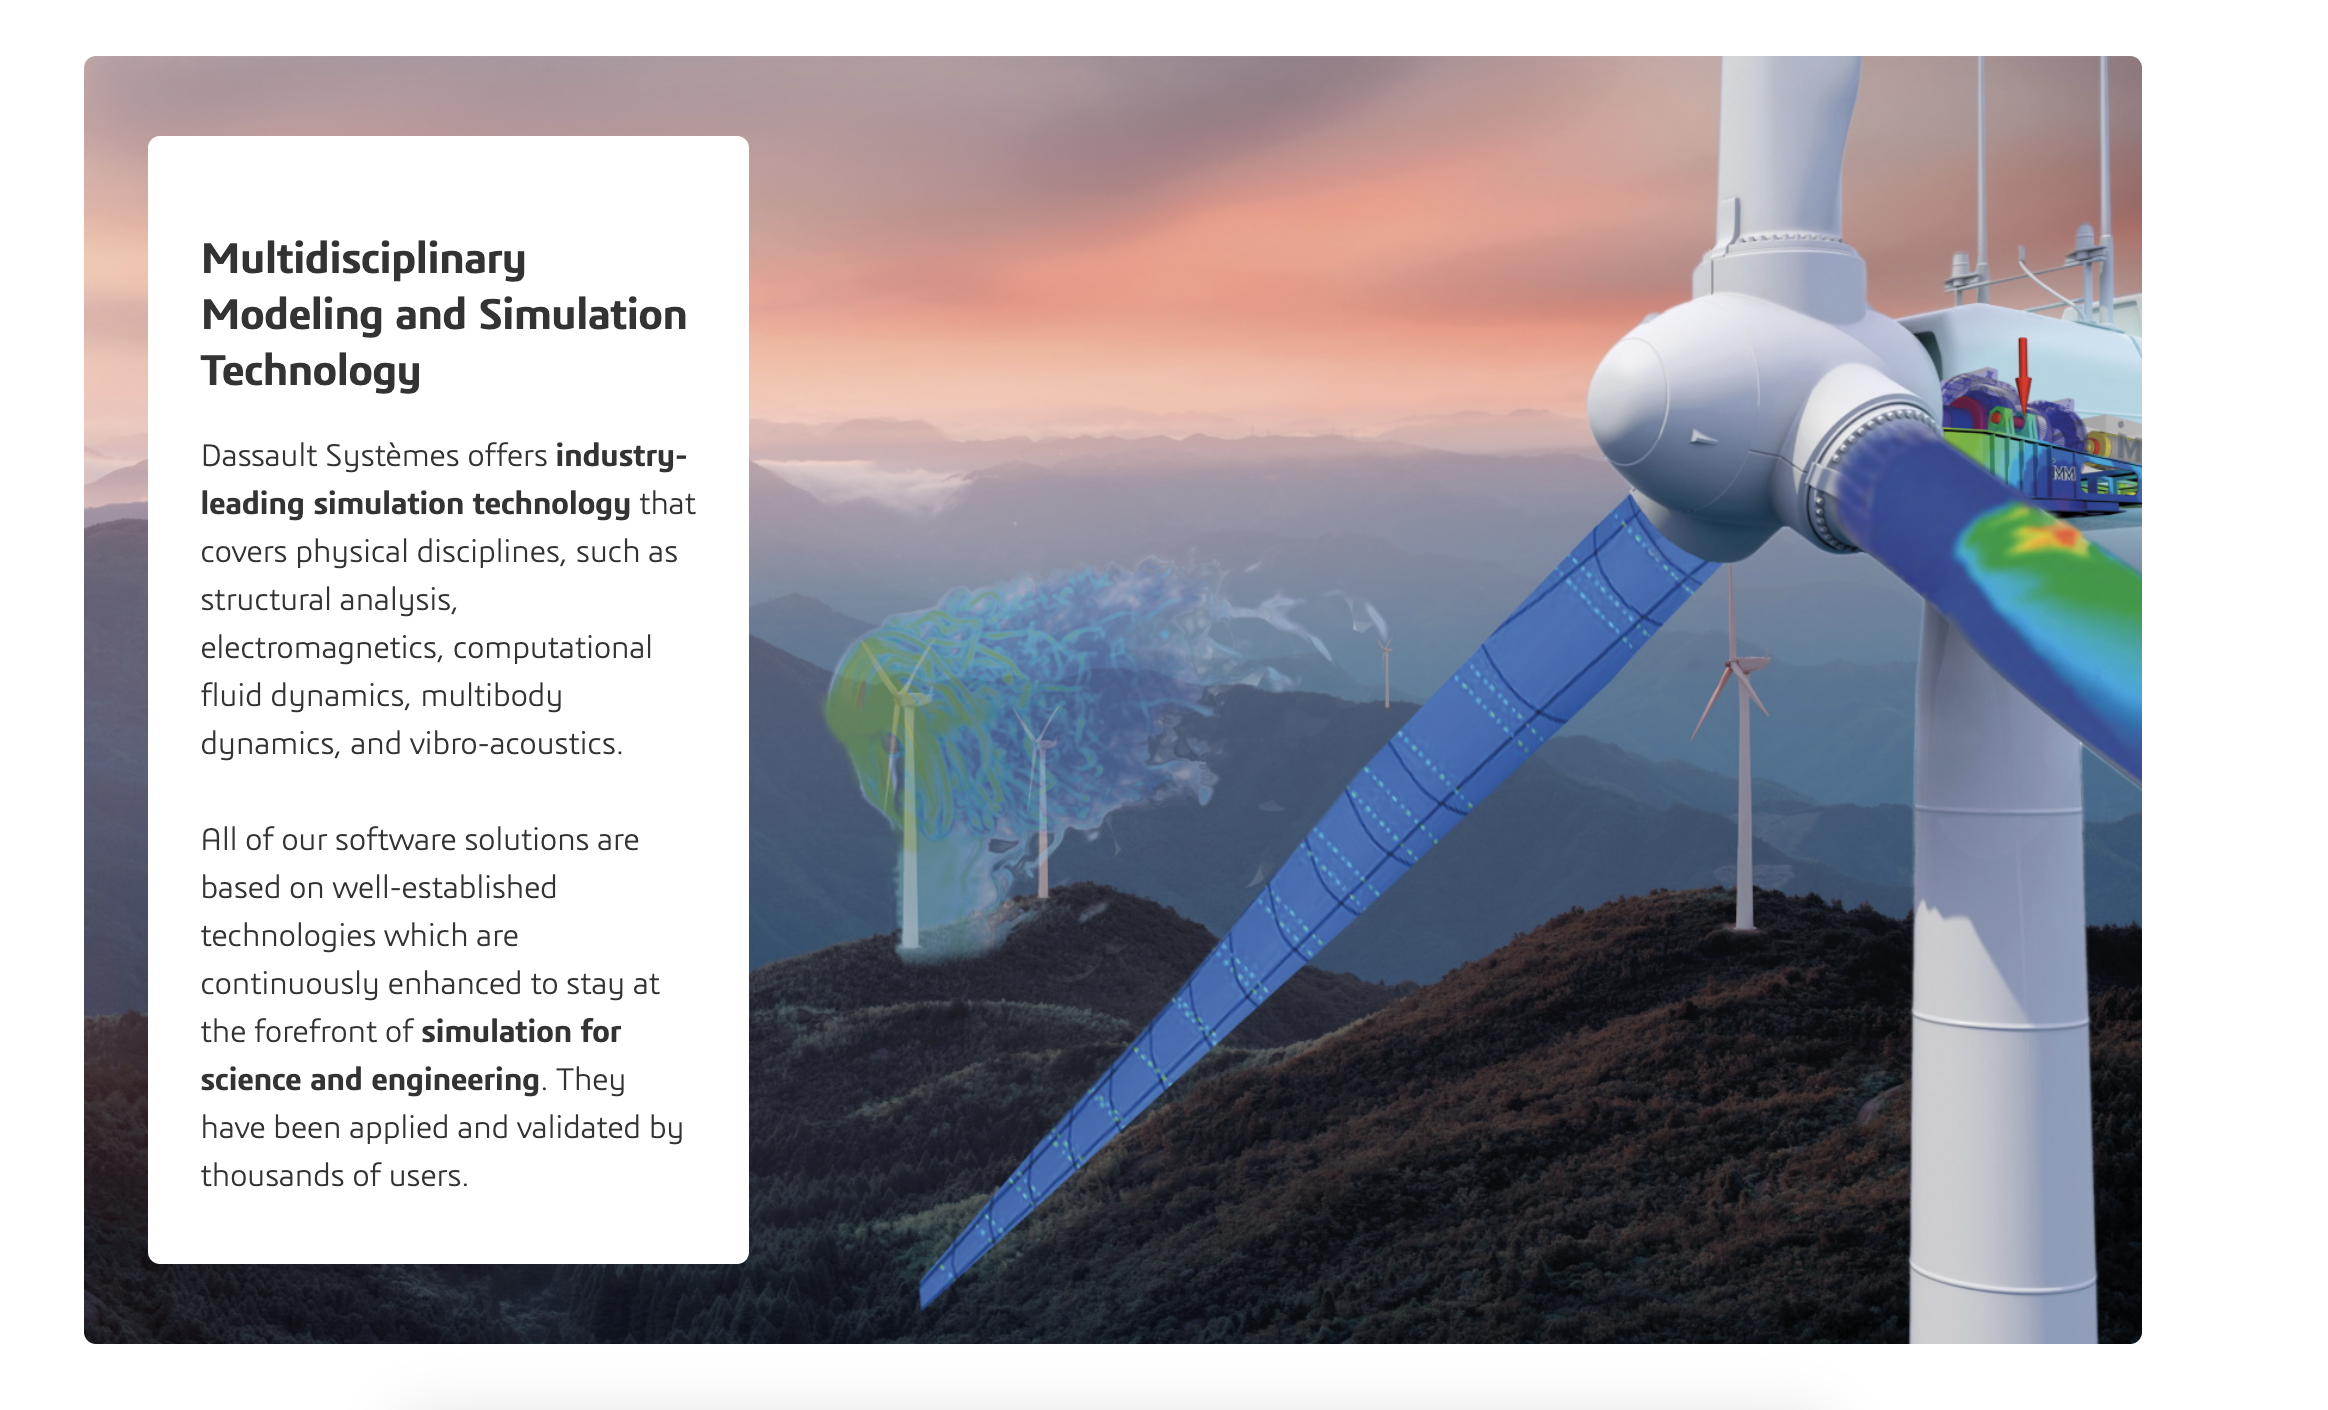 Multidisciplinary
Modeling and Simulation
Technology
Dassault Systèmes offers industry-
leading simulation technology that
covers physical disciplines, such as
structural analysis,
electromagnetics, computational
fluid dynamics, multibody
dynamics, and vibro-acoustics.
All of our software solutions are
based on well-established
technologies which are
continuously enhanced to stay at
the forefront of simulation for
science and engineering. They
have been applied and validated by
thousands of users.